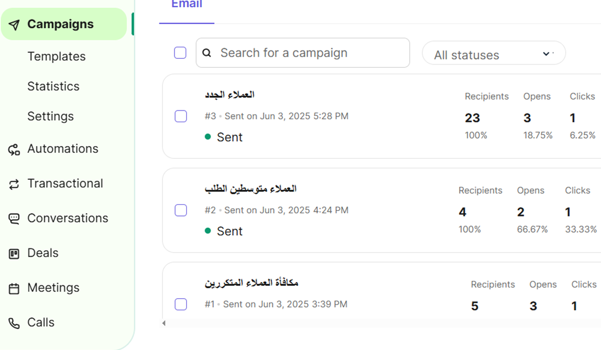 Email
Campaigns
Templates
Statistics
Settings
Automations
Transactional
Conversations
Deals
Meetings
Calls
Search for a campaign
All statuses
العملاء الجدد
#3 · Sent on Jun 3, 2025 5:28 PM
Sent
Recipients Opens Clicks
23 3 1
100% 18.75% 6.25%
العملاء متوسطين الطلب
#2 · Sent on Jun 3, 2025 4:24 PM
Sent
Recipients Opens Clicks
4 2 1
100% 66.67% 33.33%
مكافأة العملاء المتكررين
#1 · Sent on Jun 3, 2025 3:39 PM
Recipients Opens Clicks
5 3 1